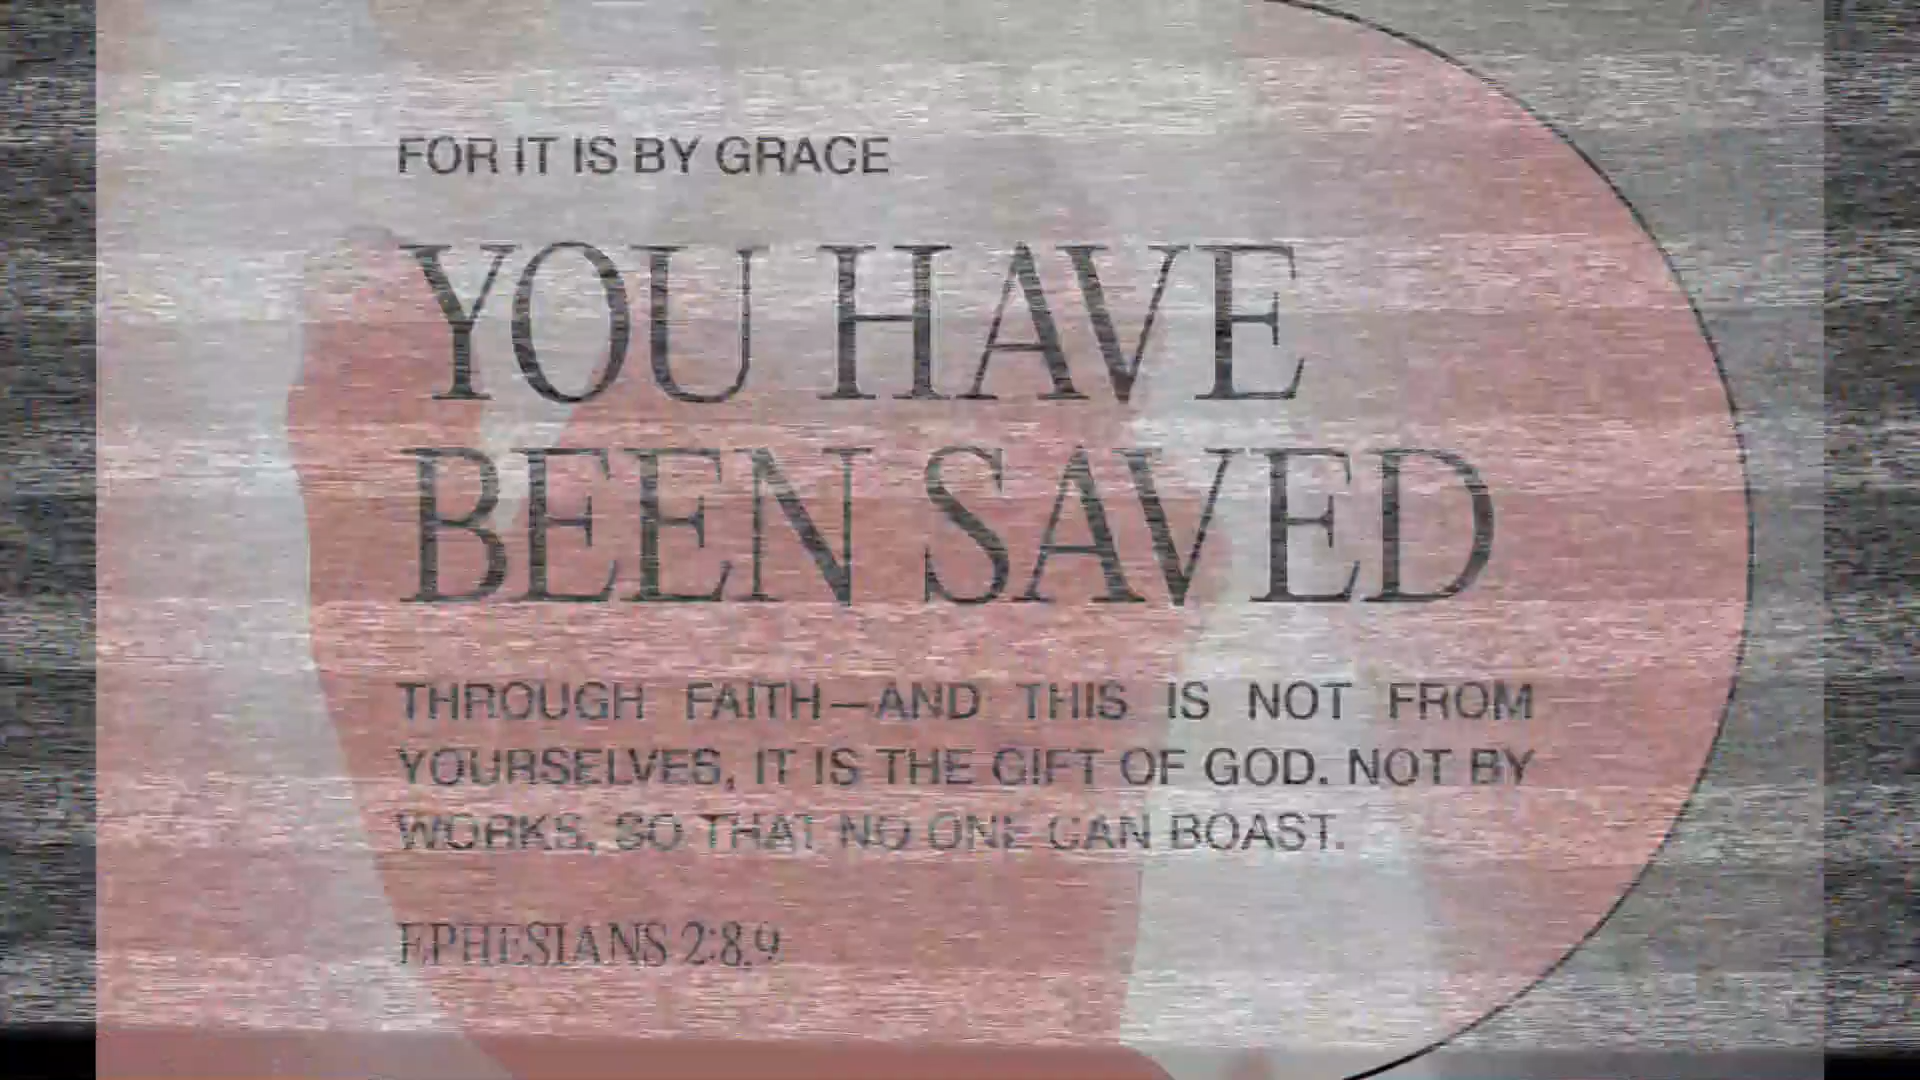 FOR IT IS BY GRACE
YOU HAVE
BEEN SAVED
THROUGH FAITH—AND THIS IS NOT FROM
YOURSELVES, IT IS THE GIFT OF GOD. NOT BY
WORKS, SO THAT NO ONE CAN BOAST.
EPHESIANS 2:8,9